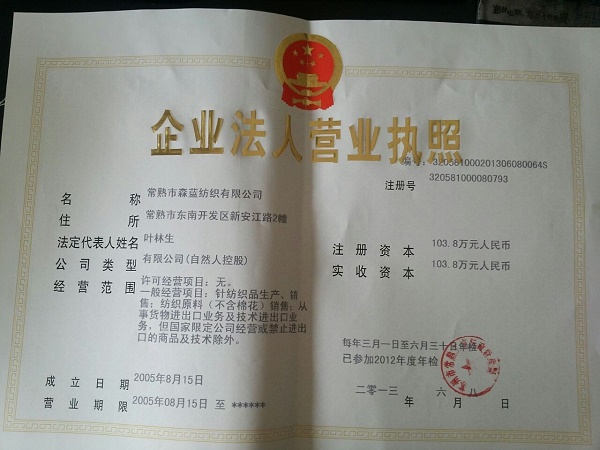 企业法人营业执照
编号:320581000201306080064S
注册号 320581000080793
名称 常熟市森蓝纺织有限公司
住所 常熟市东南开发区新安江路2幢
法定代表人姓名 叶林生
公司类型 有限公司(自然人控股)
经营范围 许可经营项目:无。
一般经营项目:针纺织品生产、销
售;纺织原料(不含棉花)销售;从
事货物进出口业务及技术进出口业
务,但国家限定公司经营或禁止进出
口的商品及技术除外。
注册资本 103.8万元人民币
实收资本 103.8万元人民币
成立日期 2005年8月15日
营业期限 2005年08月15日 至 ******
每年三月一日至六月三十日年检
已参加2012年度年检
二零一三年 六月 八日